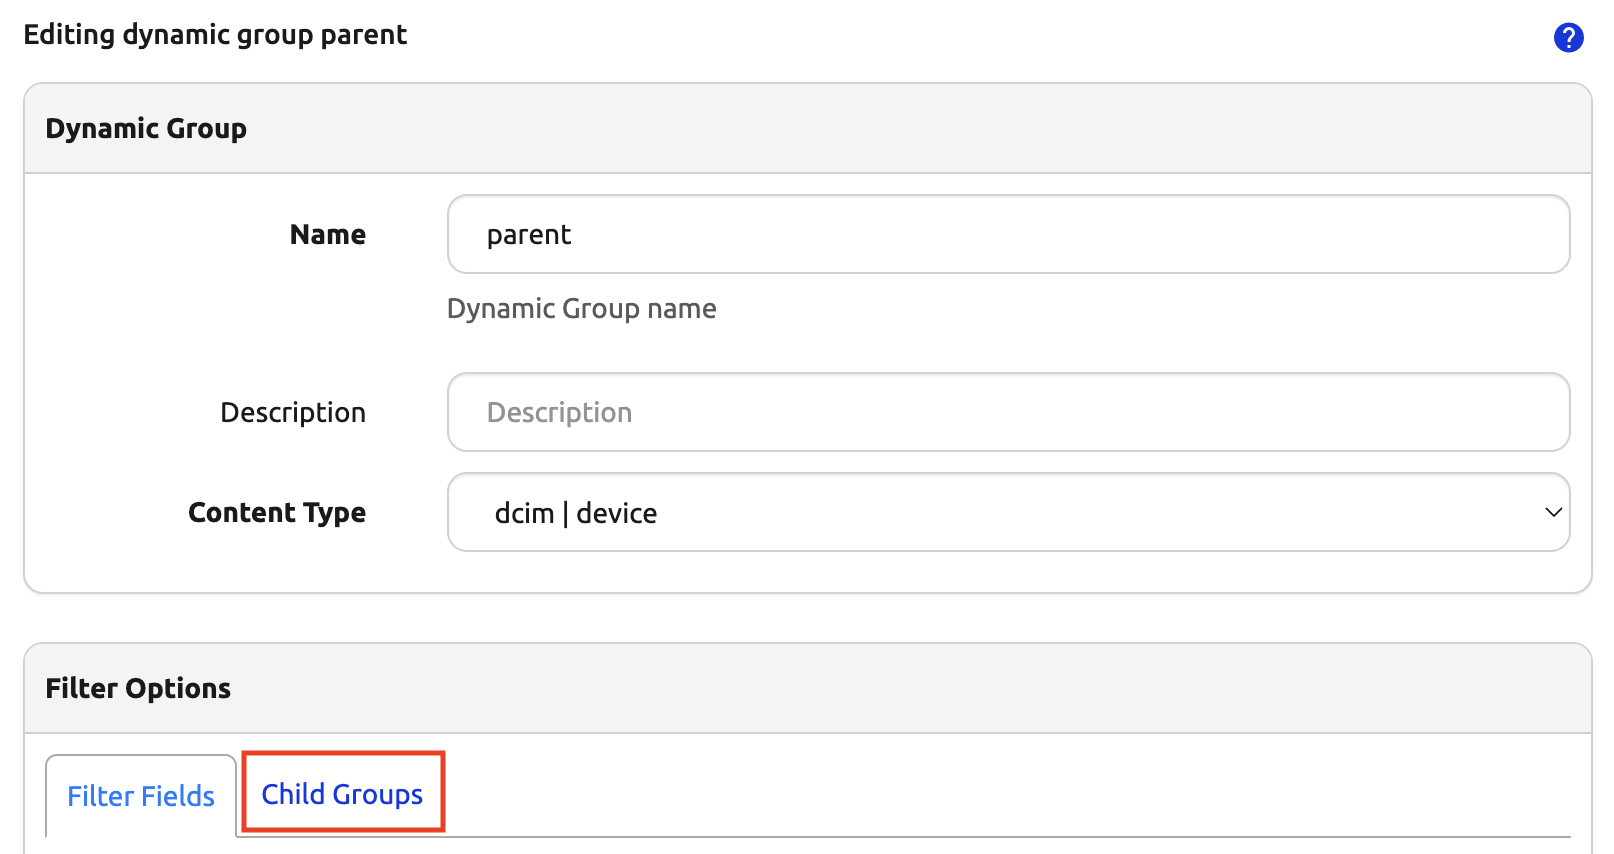 Editing dynamic group parent
?
Dynamic Group
Name
parent
Dynamic Group name
Description
Description
Content Type
dcim | device
Filter Options
Filter Fields
Child Groups